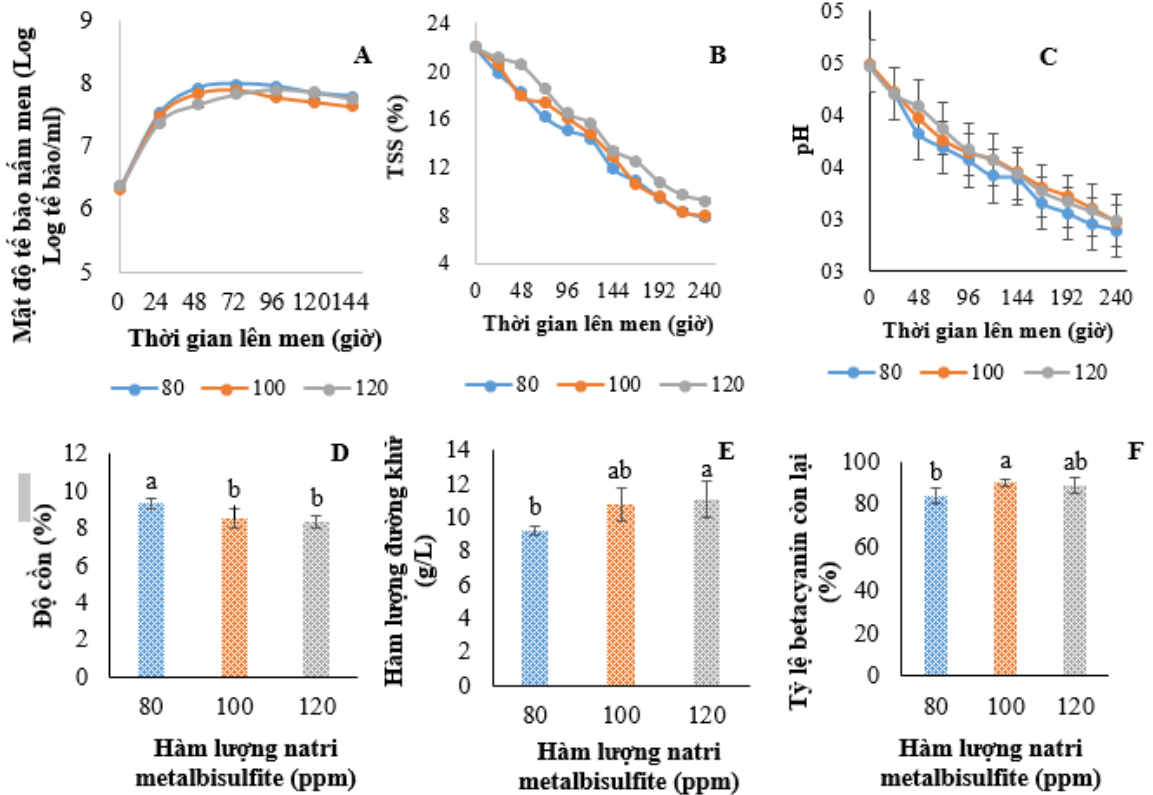 A
Mật độ tế bào nấm men (Log
Log tế bào/ml)
9
8
7
6
5
0 24 48 72 96 120 144
Thời gian lên men (giờ)
80 100 120
B
TSS (%)
24
20
16
12
8
4
0 48 96 144 192 240
Thời gian lên men (giờ)
80 100 120
C
pH
05
05
04
04
03
03
0 48 96 144 192 240
Thời gian lên men (giờ)
80 100 120
D
Độ cồn (%)
12
10
8
6
4
2
0
a b b
80 100 120
Hàm lượng natri
metalbisulfite (ppm)
E
Hàm lượng đường khử
(g/L)
14
12
10
8
6
4
2
0
b ab a
80 100 120
Hàm lượng natri
metalbisulfite (ppm)
F
Tỷ lệ betacyanin còn lại
(%)
100
80
60
40
20
0
b a ab
80 100 120
Hàm lượng natri
metalbisulfite (ppm)